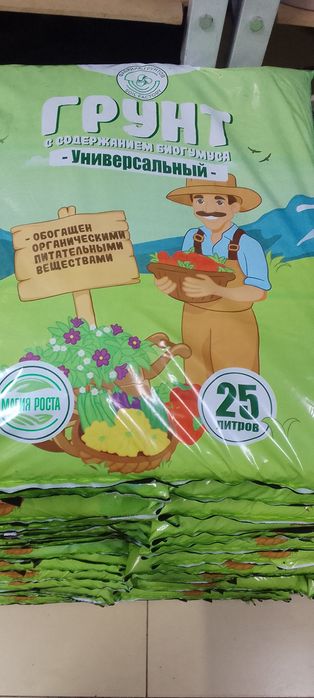 ГРУНТ
С СОДЕРЖАНИЕМ БИОГУМУСА
- Универсальный -
- ОБОГАЩЕН
ОРГАНИЧЕСКИМИ
ПИТАТЕЛЬНЫМИ
ВЕЩЕСТВАМИ
МАГИЯ РОСТА
25
ЛИТРОВ